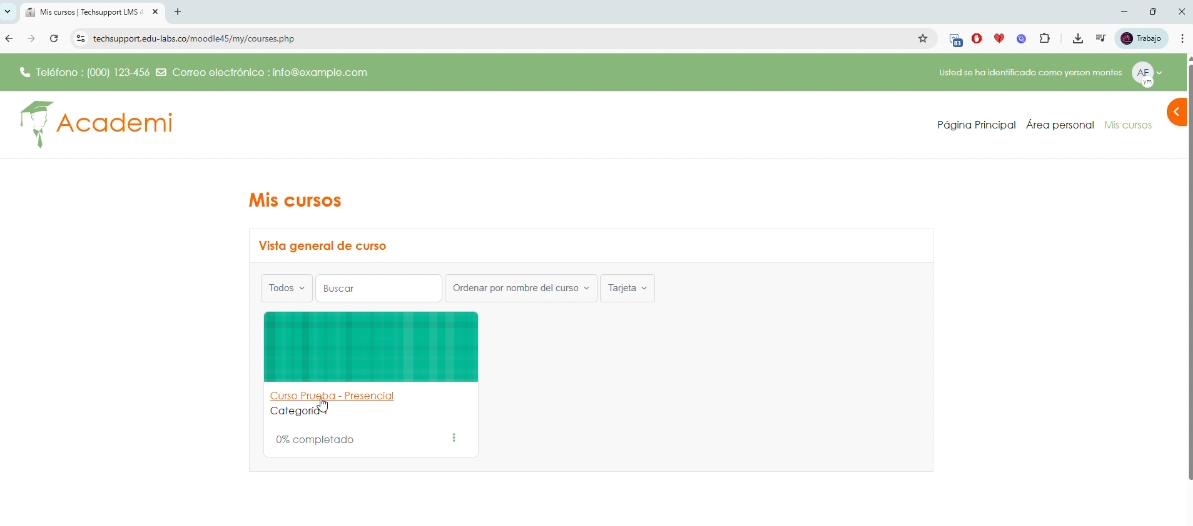 Mis cursos | Techsupport LMS 4
techsupport.edu-labs.co/moodle45/my/courses.php
81
Trabajo
Teléfono : (000) 123-456 Correo electrónico : info@example.com
Usted se ha identificado como yerson montes
AF
ym
Academi
Página Principal Área personal Mis cursos
Mis cursos
Vista general de curso
Todos Buscar Ordenar por nombre del curso Tarjeta
Curso Prueba - Presencial
Categoría
0% completado